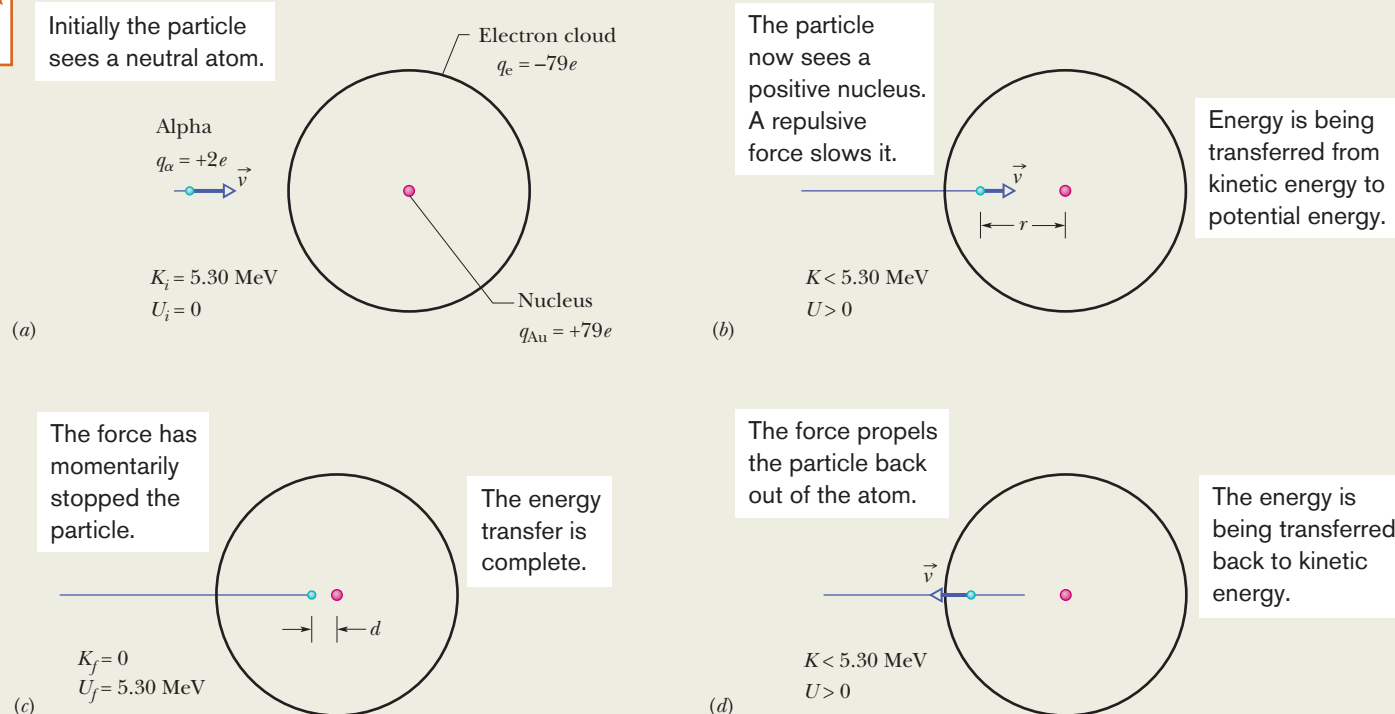 Initially the particle
sees a neutral atom.
Electron cloud
qₑ = –79e
Alpha
q_α = +2e
v⃗
Kᵢ = 5.30 MeV
Uᵢ = 0
Nucleus
q_Au = +79e
(a)
The particle
now sees a
positive nucleus.
A repulsive
force slows it.
v⃗
r
Energy is being
transferred from
kinetic energy to
potential energy.
K < 5.30 MeV
U > 0
(b)
The force has
momentarily
stopped the
particle.
The energy
transfer is
complete.
d
K_f = 0
U_f = 5.30 MeV
(c)
The force propels
the particle back
out of the atom.
v⃗
The energy is
being transferred
back to kinetic
energy.
K < 5.30 MeV
U > 0
(d)